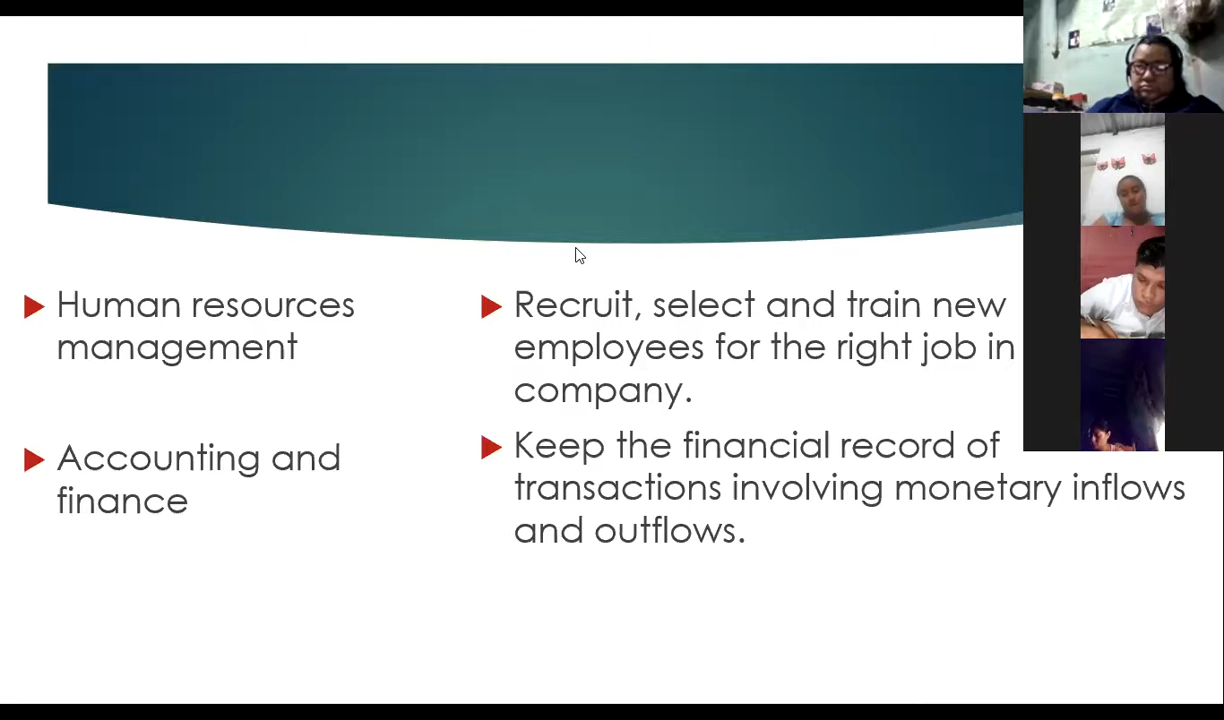 Human resources
management
Accounting and
finance
Recruit, select and train new
employees for the right job in
company.
Keep the financial record of
transactions involving monetary inflows
and outflows.